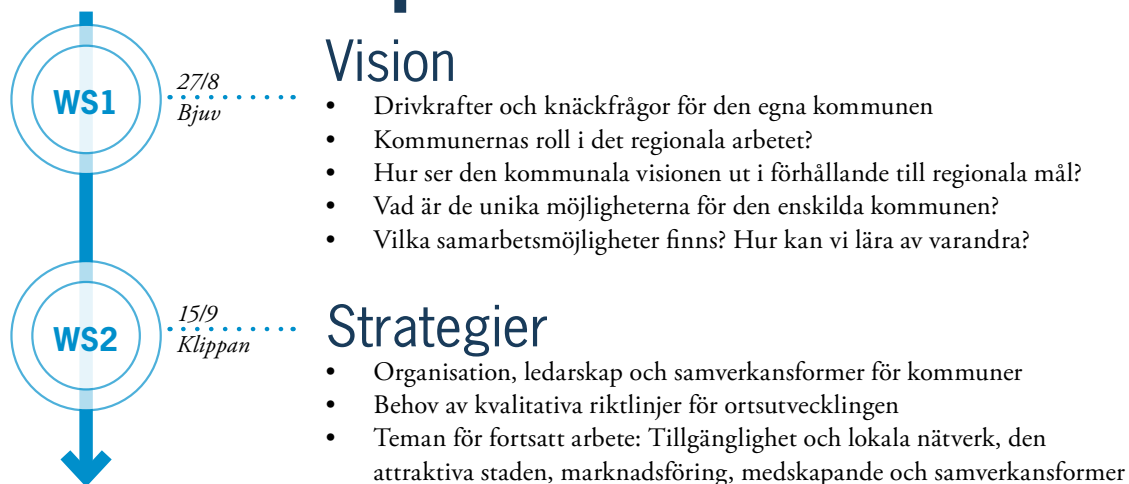 WS1
27/8
Bjuv
Vision
• Drivkrafter och knäckfrågor för den egna kommunen
• Kommunernas roll i det regionala arbetet?
• Hur ser den kommunala visionen ut i förhållande till regionala mål?
• Vad är de unika möjligheterna för den enskilda kommunen?
• Vilka samarbetsmöjligheter finns? Hur kan vi lära av varandra?
WS2
15/9
Klippan
Strategier
• Organisation, ledarskap och samverkansformer för kommuner
• Behov av kvalitativa riktlinjer för ortsutvecklingen
• Teman för fortsatt arbete: Tillgänglighet och lokala nätverk, den
attraktiva staden, marknadsföring, medskapande och samverkansformer